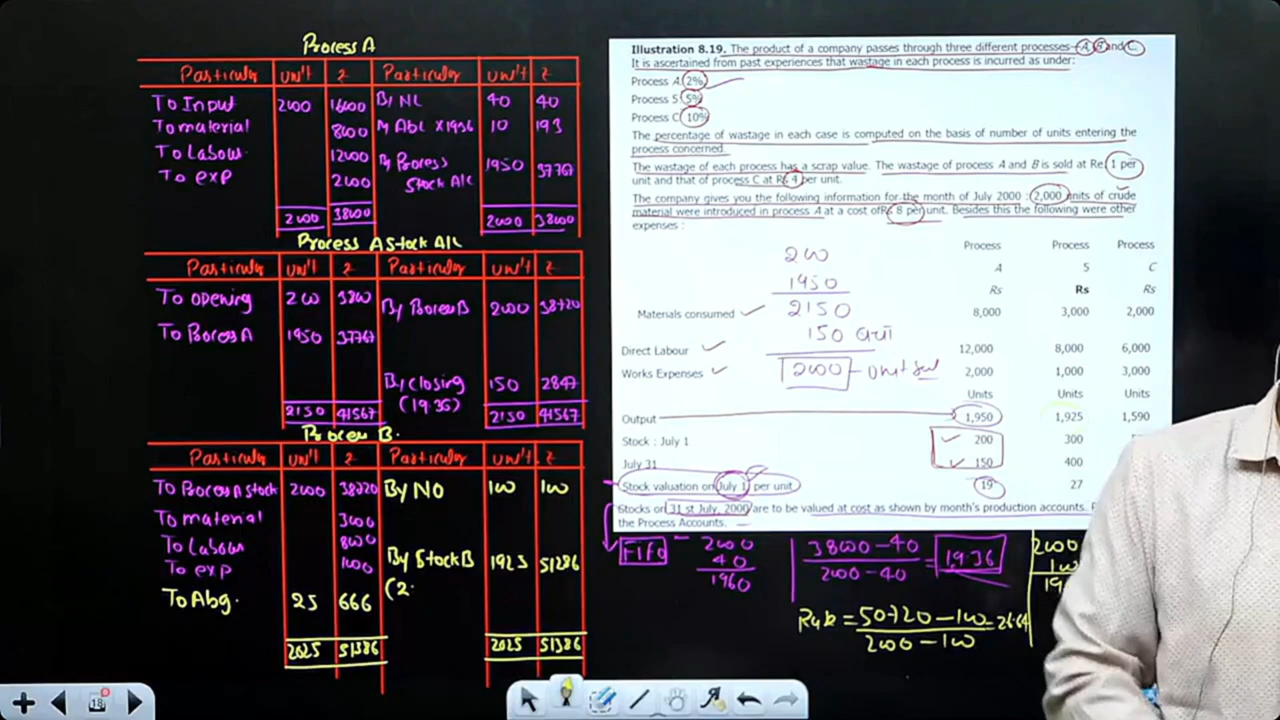 Process A
Particular Unit ₹ Particular Unit ₹
To Input 2000 16000 By NL 40 40
To material 8000 By Abl x1936 10 193
To Labour 12000 By Process Stock A/c 1950 37767
To exp 2000
2000 38000 2000 38000
Process A Stock A/c
Particular Unit ₹ Particular Unit ₹
To opening 200 3800 By Process B 2000 38720
To Process A 1950 37767
By closing 150 2847
(19.36)
2150 41567 2150 41567
Process B.
Particular Unit ₹ Particular Unit ₹
To Process A stock 2000 38720 By NO 100 100
To material 3000
To Labour 8000
To exp 1000 By Stock B 1925 51286
To Abg. 25 666 (2.
2025 51386 2025 51386
Illustration 8.19. The product of a company passes through three different processes – A, B and C.
It is ascertained from past experiences that wastage in each process is incurred as under:
Process A 2%
Process 5 5%
Process C 10%
The percentage of wastage in each case is computed on the basis of number of units entering the
process concerned.
The wastage of each process has a scrap value. The wastage of process A and B is sold at Re. 1 per
unit and that of process C at Rs 4 per unit.
The company gives you the following information for the month of July 2000 : 2,000 units of crude
material were introduced in process A at a cost of Rs 8 per unit. Besides this the following were other
expenses :
Process Process Process
A 5 C
Rs Rs Rs
Materials consumed 8,000 3,000 2,000
Direct Labour 12,000 8,000 6,000
Works Expenses 2,000 1,000 3,000
Units Units Units
Output 1,950 1,925 1,590
Stock : July 1 200 300
July 31 150 400
Stock valuation on July 1 per unit 19 27
Stocks on 31 st July, 2000 are to be valued at cost as shown by month's production accounts.
the Process Accounts.
200
1950
2150
150
2000 – Unit
FIFO
2000
40
1960
38000 – 40
2000 – 40
= 19.36
2000
100
19
Rate = 50720 – 100 = 26.64
2000 – 100
18